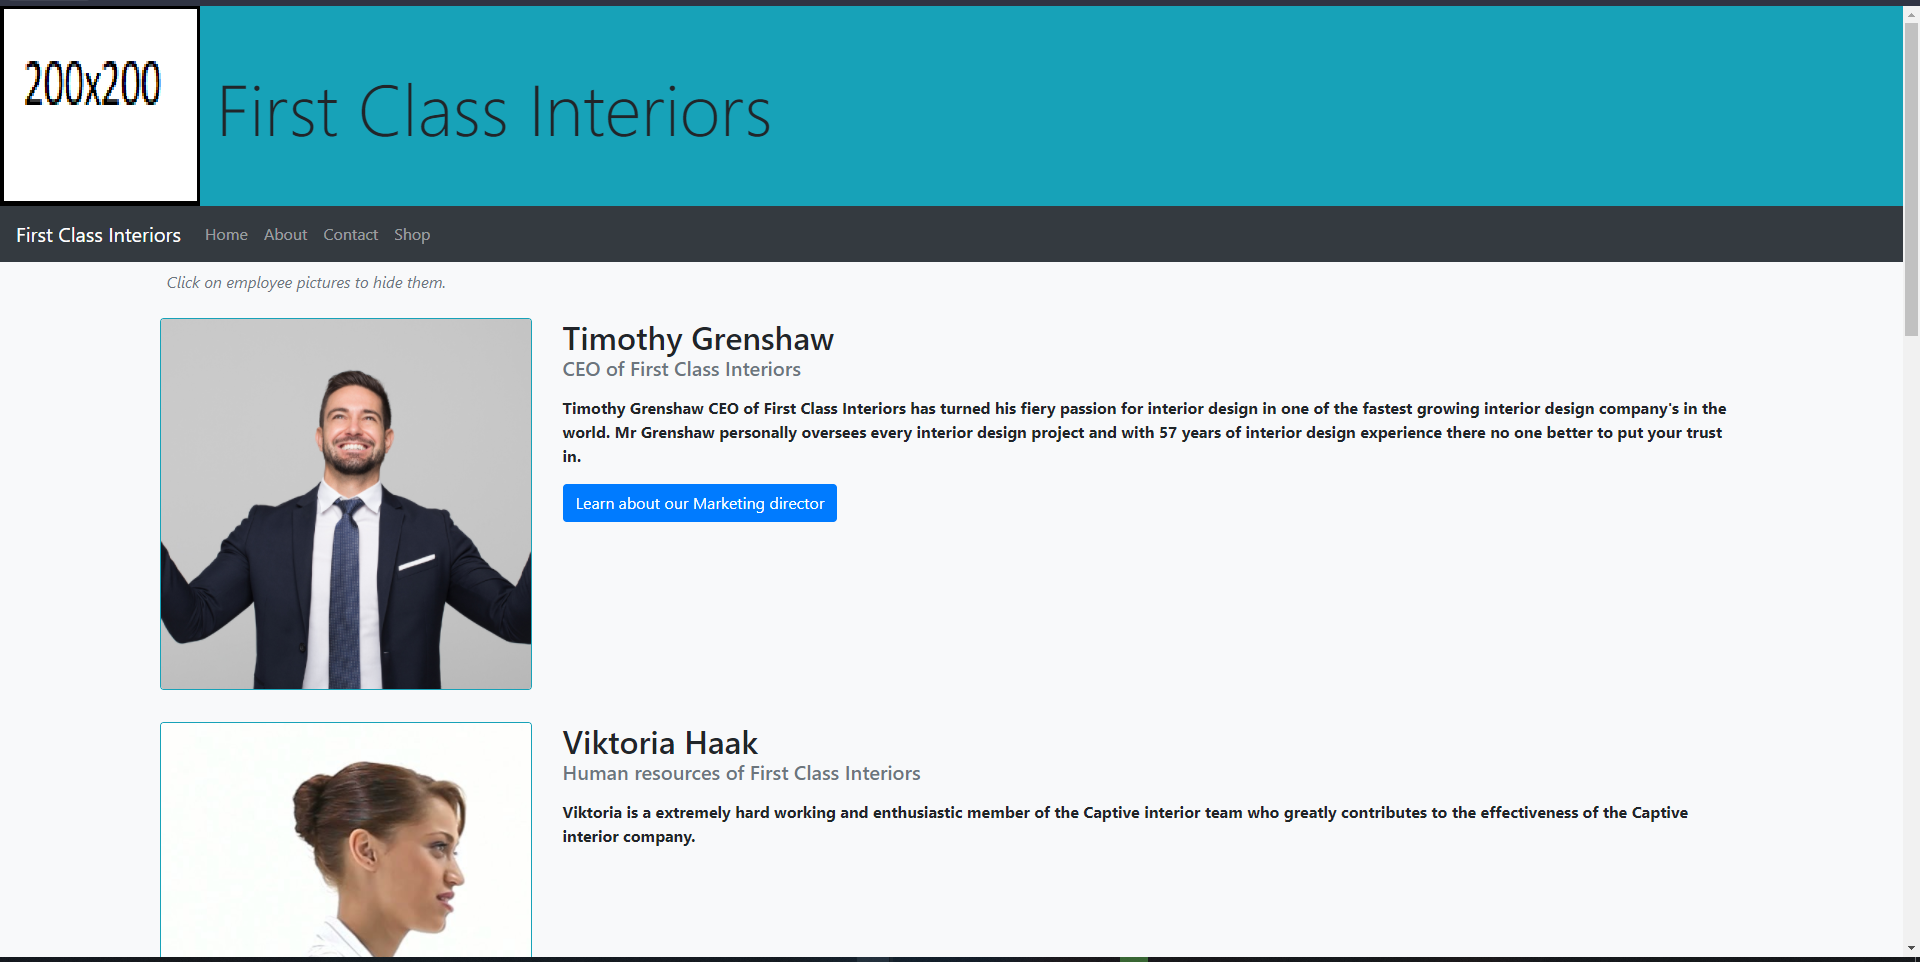 200x200
First Class Interiors
First Class Interiors Home About Contact Shop
Click on employee pictures to hide them.
Timothy Grenshaw
CEO of First Class Interiors
Timothy Grenshaw CEO of First Class Interiors has turned his fiery passion for interior design in one of the fastest growing interior design company's in the
world. Mr Grenshaw personally oversees every interior design project and with 57 years of interior design experience there no one better to put your trust
in.
Learn about our Marketing director
Viktoria Haak
Human resources of First Class Interiors
Viktoria is a extremely hard working and enthusiastic member of the Captive interior team who greatly contributes to the effectiveness of the Captive
interior company.